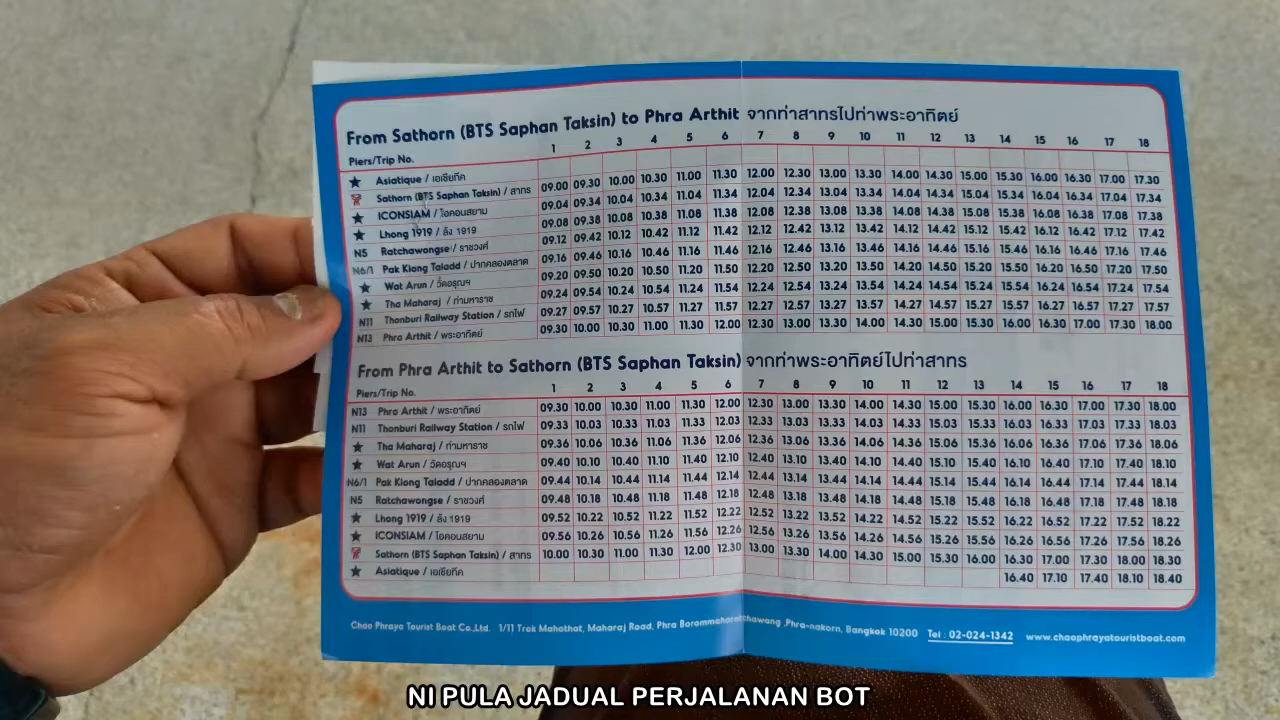 From Sathorn (BTS Saphan Taksin) to Phra Arthit จากท่าสาทรไปท่าพระอาทิตย์
Piers/Trip No. 1 2 3 4 5 6 7 8 9 10 11 12 13 14 15 16 17 18
Asiatique / เอเชียทีค
Sathorn (BTS Saphan Taksin) / สาทร 09.00 09.30 10.00 10.30 11.00 11.30 12.00 12.30 13.00 13.30 14.00 14.30 15.00 15.30 16.00 16.30 17.00 17.30
ICONSIAM / ไอคอนสยาม 09.04 09.34 10.04 10.34 11.04 11.34 12.04 12.34 13.04 13.34 14.04 14.34 15.04 15.34 16.04 16.34 17.04 17.34
Lhong 1919 / ล้ง 1919 09.08 09.38 10.08 10.38 11.08 11.38 12.08 12.38 13.08 13.38 14.08 14.38 15.08 15.38 16.08 16.38 17.08 17.38
N5 Ratchawongse / ราชวงศ์ 09.12 09.42 10.12 10.42 11.12 11.42 12.12 12.42 13.12 13.42 14.12 14.42 15.12 15.42 16.12 16.42 17.12 17.42
N6/1 Pak Klong Taladd / ปากคลองตลาด 09.16 09.46 10.16 10.46 11.16 11.46 12.16 12.46 13.16 13.46 14.16 14.46 15.16 15.46 16.16 16.46 17.16 17.46
Wat Arun / วัดอรุณฯ 09.20 09.50 10.20 10.50 11.20 11.50 12.20 12.50 13.20 13.50 14.20 14.50 15.20 15.50 16.20 16.50 17.20 17.50
Tha Maharaj / ท่ามหาราช 09.24 09.54 10.24 10.54 11.24 11.54 12.24 12.54 13.24 13.54 14.24 14.54 15.24 15.54 16.24 16.54 17.24 17.54
N11 Thonburi Railway Station / รถไฟ 09.27 09.57 10.27 10.57 11.27 11.57 12.27 12.57 13.27 13.57 14.27 14.57 15.27 15.57 16.27 16.57 17.27 17.57
N13 Phra Arthit / พระอาทิตย์ 09.30 10.00 10.30 11.00 11.30 12.00 12.30 13.00 13.30 14.00 14.30 15.00 15.30 16.00 16.30 17.00 17.30 18.00
From Phra Arthit to Sathorn (BTS Saphan Taksin) จากท่าพระอาทิตย์ไปท่าสาทร
Piers/Trip No. 1 2 3 4 5 6 7 8 9 10 11 12 13 14 15 16 17 18
N13 Phra Arthit / พระอาทิตย์ 09.30 10.00 10.30 11.00 11.30 12.00 12.30 13.00 13.30 14.00 14.30 15.00 15.30 16.00 16.30 17.00 17.30 18.00
N11 Thonburi Railway Station / รถไฟ 09.33 10.03 10.33 11.03 11.33 12.03 12.33 13.03 13.33 14.03 14.33 15.03 15.33 16.03 16.33 17.03 17.33 18.03
Tha Maharaj / ท่ามหาราช 09.36 10.06 10.36 11.06 11.36 12.06 12.36 13.06 13.36 14.06 14.36 15.06 15.36 16.06 16.36 17.06 17.36 18.06
Wat Arun / วัดอรุณฯ 09.40 10.10 10.40 11.10 11.40 12.10 12.40 13.10 13.40 14.10 14.40 15.10 15.40 16.10 16.40 17.10 17.40 18.10
N6/1 Pak Klong Taladd / ปากคลองตลาด 09.44 10.14 10.44 11.14 11.44 12.14 12.44 13.14 13.44 14.14 14.44 15.14 15.44 16.14 16.44 17.14 17.44 18.14
N5 Ratchawongse / ราชวงศ์ 09.48 10.18 10.48 11.18 11.48 12.18 12.48 13.18 13.48 14.18 14.48 15.18 15.48 16.18 16.48 17.18 17.48 18.18
Lhong 1919 / ล้ง 1919 09.52 10.22 10.52 11.22 11.52 12.22 12.52 13.22 13.52 14.22 14.52 15.22 15.52 16.22 16.52 17.22 17.52 18.22
ICONSIAM / ไอคอนสยาม 09.56 10.26 10.56 11.26 11.56 12.26 12.56 13.26 13.56 14.26 14.56 15.26 15.56 16.26 16.56 17.26 17.56 18.26
Sathorn (BTS Saphan Taksin) / สาทร 10.00 10.30 11.00 11.30 12.00 12.30 13.00 13.30 14.00 14.30 15.00 15.30 16.00 16.30 17.00 17.30 18.00 18.30
Asiatique / เอเชียทีค 16.40 17.10 17.40 18.10 18.40
Chao Phraya Tourist Boat Co.,Ltd. 1/11 Trok Mahathat, Maharaj Road, Phra Borommaharatchawang ,Phra-nakorn, Bangkok 10200 Tel : 02-024-1342 www.chaophrayatouristboat.com
NI PULA JADUAL PERJALANAN BOT